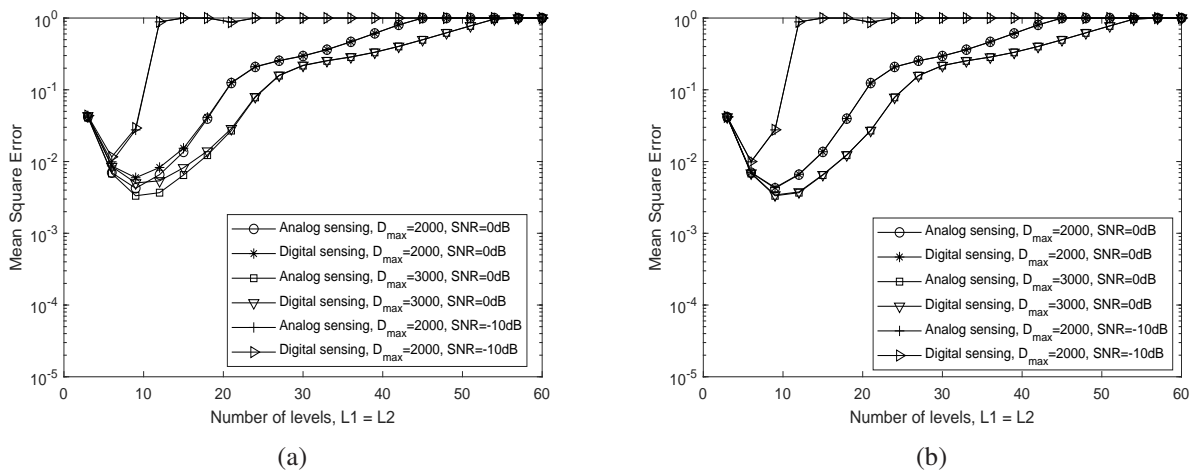 10^0
10^-1
10^-2
10^-3
10^-4
10^-5
Mean Square Error
0 10 20 30 40 50 60
Number of levels, L1 = L2
Analog sensing, D_max=2000, SNR=0dB
Digital sensing, D_max=2000, SNR=0dB
Analog sensing, D_max=3000, SNR=0dB
Digital sensing, D_max=3000, SNR=0dB
Analog sensing, D_max=2000, SNR=-10dB
Digital sensing, D_max=2000, SNR=-10dB
(a)
10^0
10^-1
10^-2
10^-3
10^-4
10^-5
Mean Square Error
0 10 20 30 40 50 60
Number of levels, L1 = L2
Analog sensing, D_max=2000, SNR=0dB
Digital sensing, D_max=2000, SNR=0dB
Analog sensing, D_max=3000, SNR=0dB
Digital sensing, D_max=3000, SNR=0dB
Analog sensing, D_max=2000, SNR=-10dB
Digital sensing, D_max=2000, SNR=-10dB
(b)